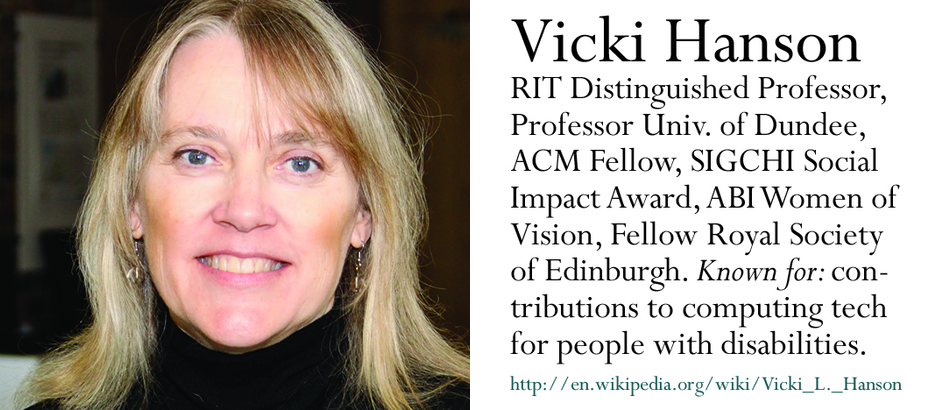 Vicki Hanson
RIT Distinguished Professor,
Professor Univ. of Dundee,
ACM Fellow, SIGCHI Social
Impact Award, ABI Women of
Vision, Fellow Royal Society
of Edinburgh. Known for: con-
tributions to computing tech
for people with disabilities.
http://en.wikipedia.org/wiki/Vicki_L._Hanson